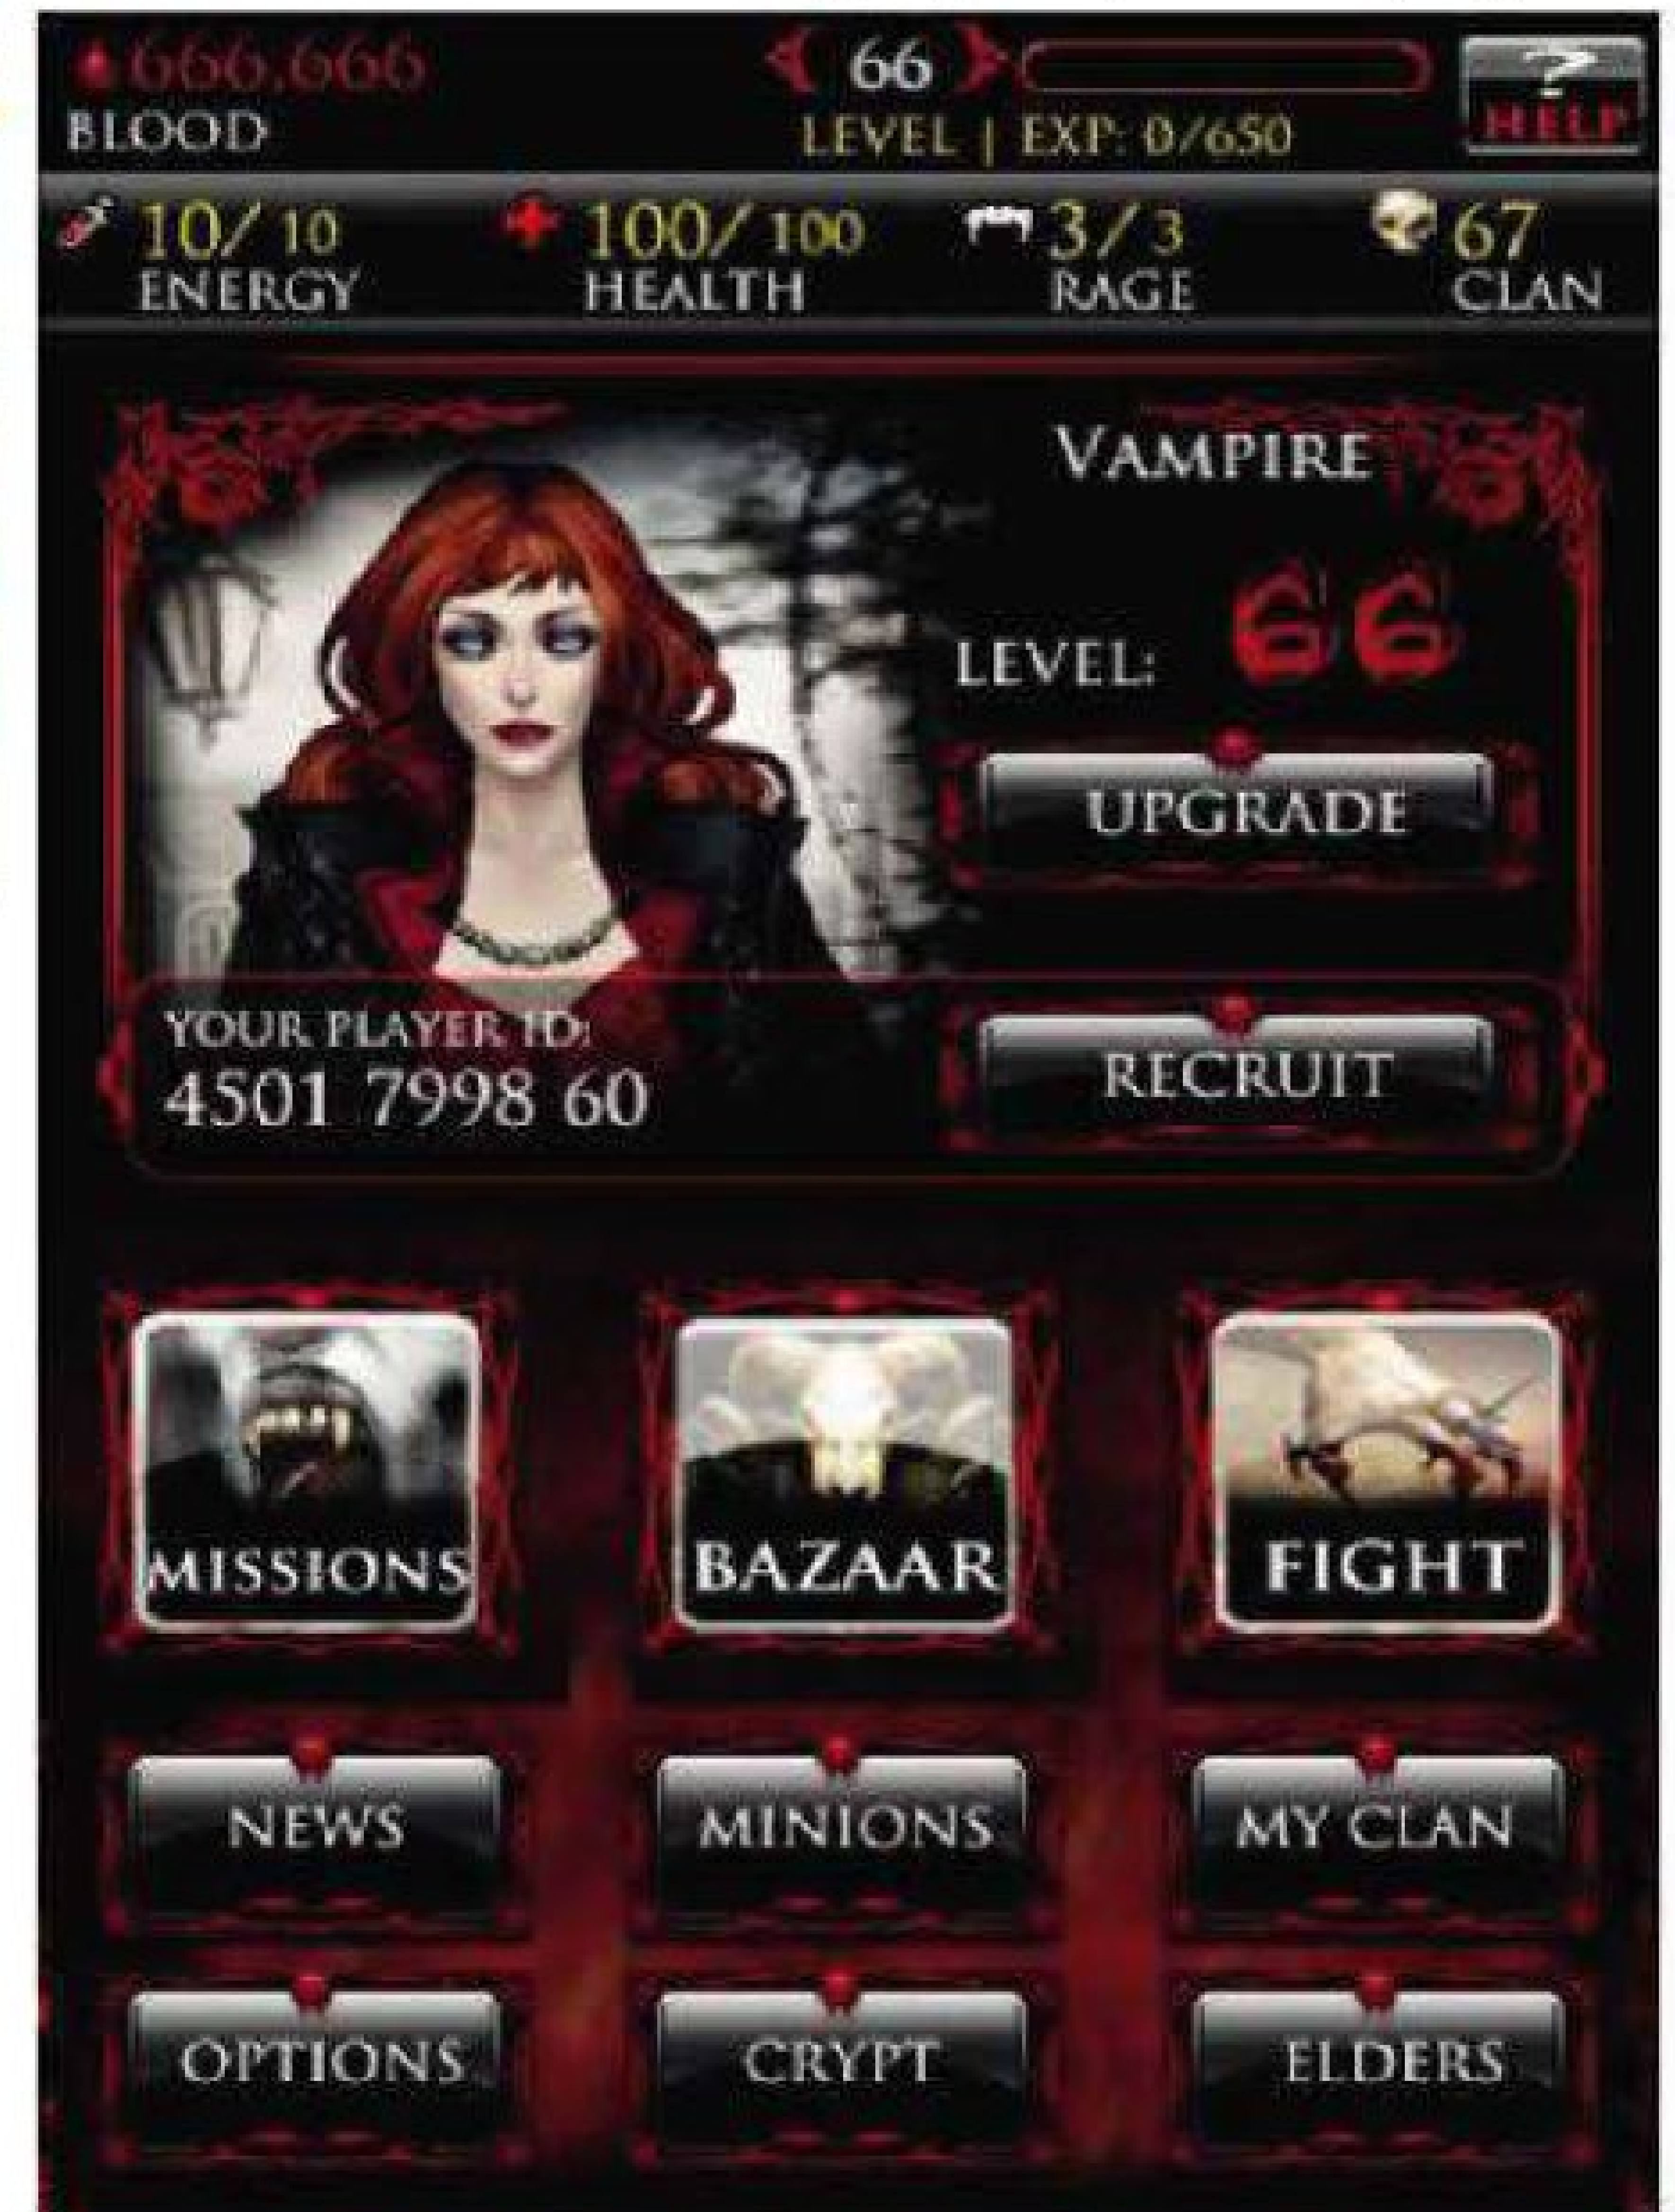 666,666
BLOOD
66
LEVEL | EXP: 0/650
?
HELP
10/10
ENERGY
100/100
HEALTH
3/3
RAGE
67
CLAN
VAMPIRE
LEVEL: 66
UPGRADE
YOUR PLAYER ID:
4501 7998 60
RECRUIT
MISSIONS
BAZAAR
FIGHT
NEWS
MINIONS
MY CLAN
OPTIONS
CRYPT
ELDERS